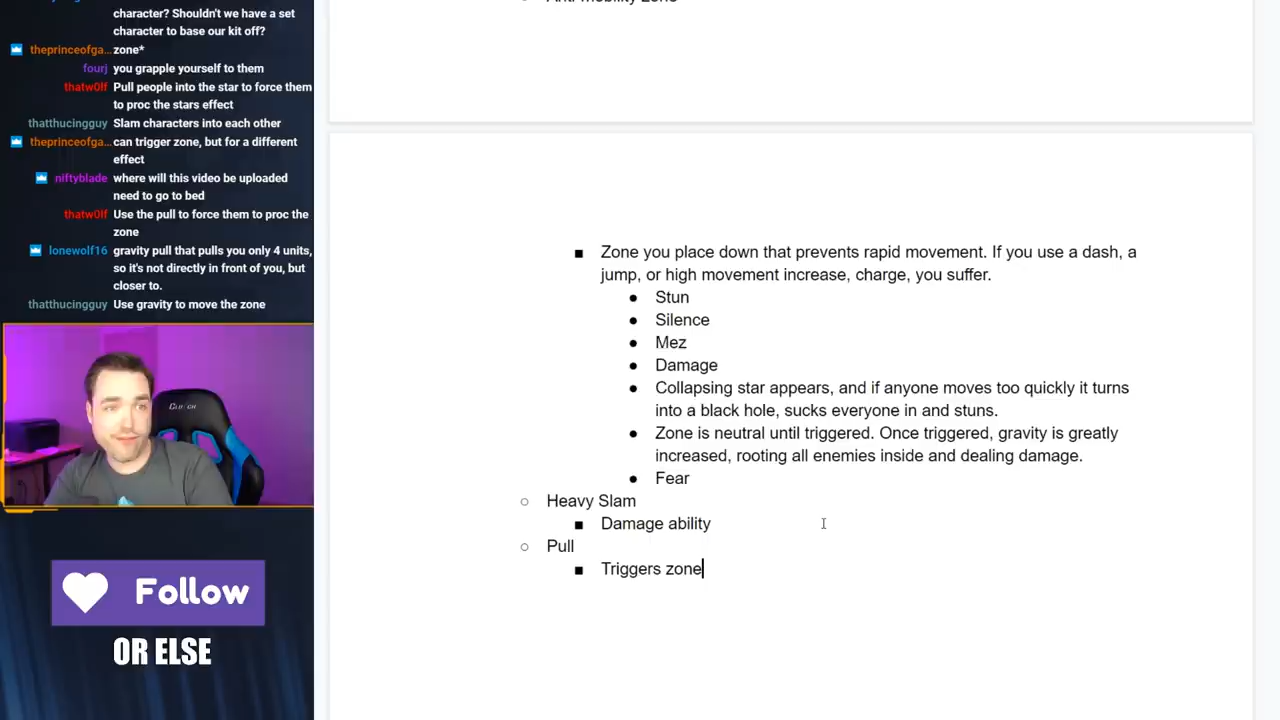 character? Shouldn't we have a set
character to base our kit off?
theprinceofga... zone*
fourj you grapple yourself to them
thatw0lf Pull people into the star to force them
to proc the stars effect
thatthucingguy Slam characters into each other
theprinceofga... can trigger zone, but for a different
effect
niftyblade where will this video be uploaded
need to go to bed
thatw0lf Use the pull to force them to proc the
zone
lonewolf16 gravity pull that pulls you only 4 units,
so it's not directly in front of you, but
closer to.
thatthucingguy Use gravity to move the zone
CLUTCH
Follow
OR ELSE
Zone you place down that prevents rapid movement. If you use a dash, a
jump, or high movement increase, charge, you suffer.
Stun
Silence
Mez
Damage
Collapsing star appears, and if anyone moves too quickly it turns
into a black hole, sucks everyone in and stuns.
Zone is neutral until triggered. Once triggered, gravity is greatly
increased, rooting all enemies inside and dealing damage.
Fear
Heavy Slam
Damage ability
Pull
Triggers zone